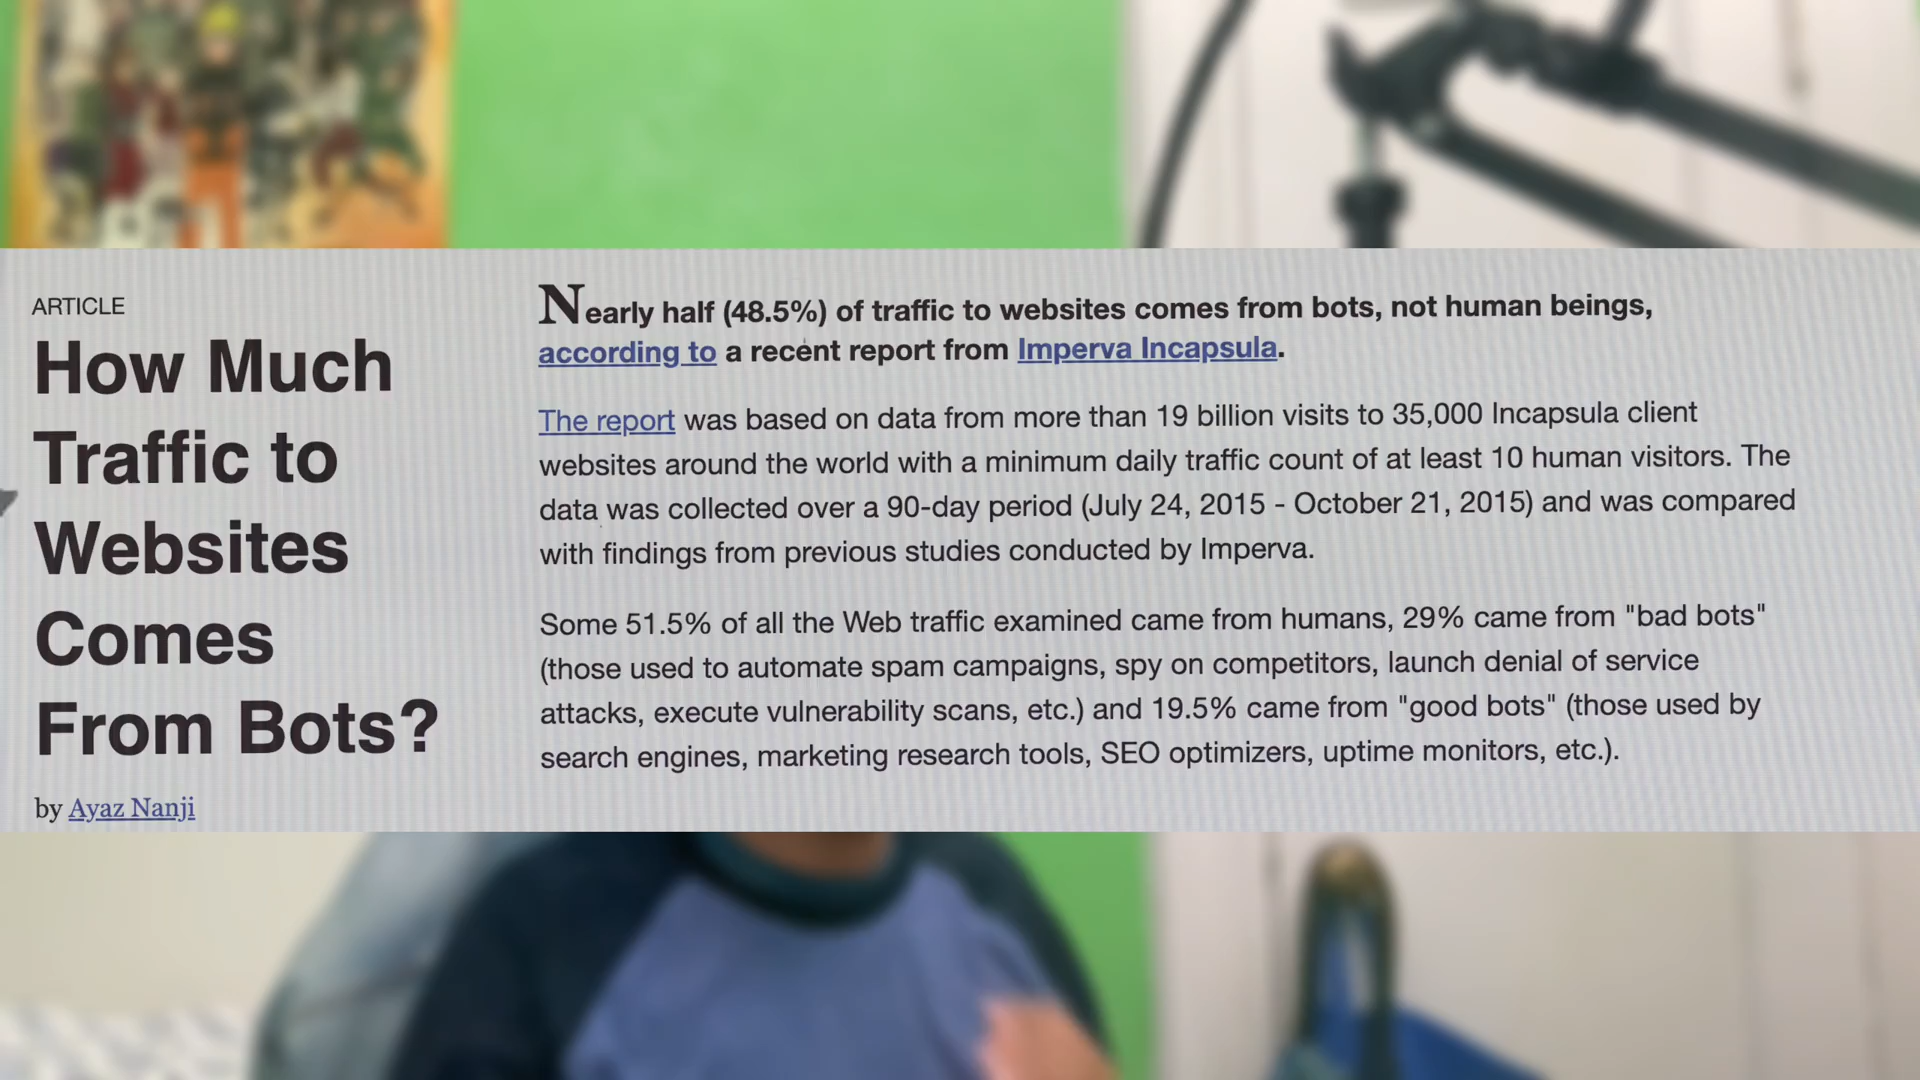 ARTICLE
How Much
Traffic to
Websites
Comes
From Bots?
by Ayaz Nanji
Nearly half (48.5%) of traffic to websites comes from bots, not human beings,
according to a recent report from Imperva Incapsula.
The report was based on data from more than 19 billion visits to 35,000 Incapsula client
websites around the world with a minimum daily traffic count of at least 10 human visitors. The
data was collected over a 90-day period (July 24, 2015 - October 21, 2015) and was compared
with findings from previous studies conducted by Imperva.
Some 51.5% of all the Web traffic examined came from humans, 29% came from "bad bots"
(those used to automate spam campaigns, spy on competitors, launch denial of service
attacks, execute vulnerability scans, etc.) and 19.5% came from "good bots" (those used by
search engines, marketing research tools, SEO optimizers, uptime monitors, etc.).